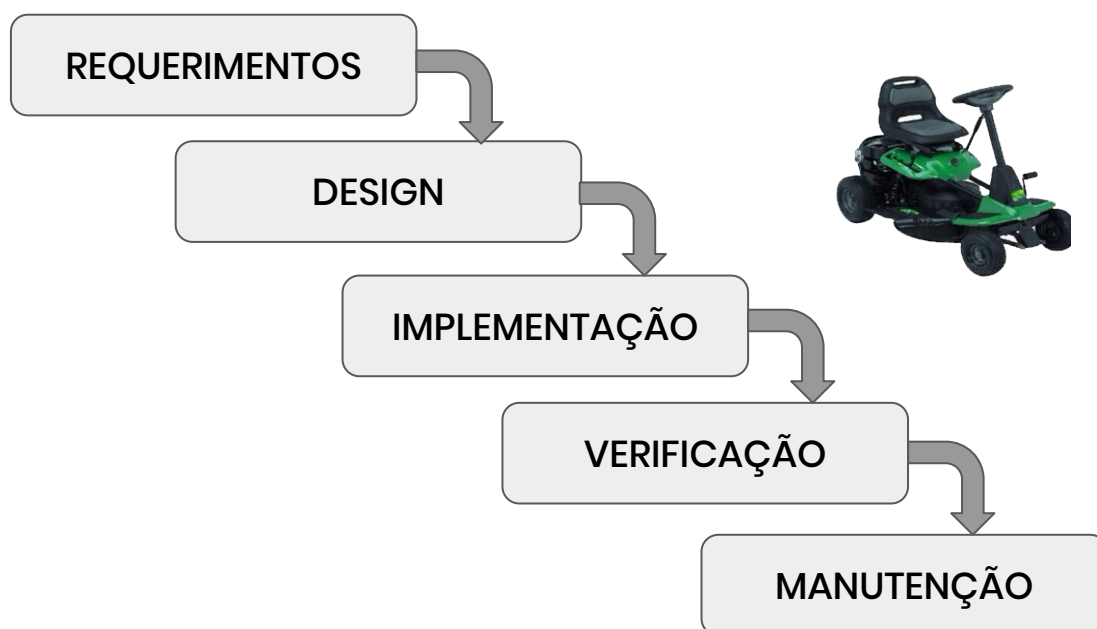 REQUERIMENTOS
DESIGN
IMPLEMENTAÇÃO
VERIFICAÇÃO
MANUTENÇÃO